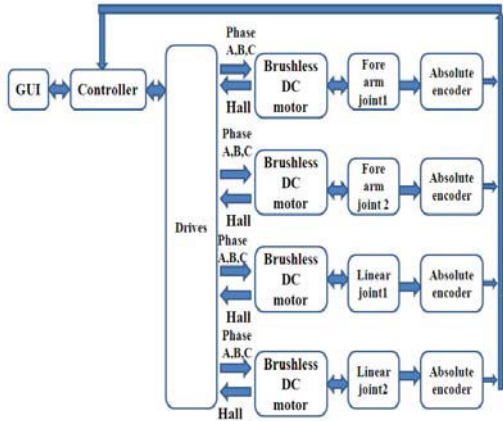 GUI
Controller
Drives
Phase
A,B,C
Hall
Brushless
DC
motor
Fore
arm
joint1
Absolute
encoder
Phase
A,B,C
Hall
Brushless
DC
motor
Fore
arm
joint 2
Absolute
encoder
Phase
A,B,C
Hall
Brushless
DC
motor
Linear
joint1
Absolute
encoder
Phase
A,B,C
Hall
Brushless
DC
motor
Linear
joint2
Absolute
encoder